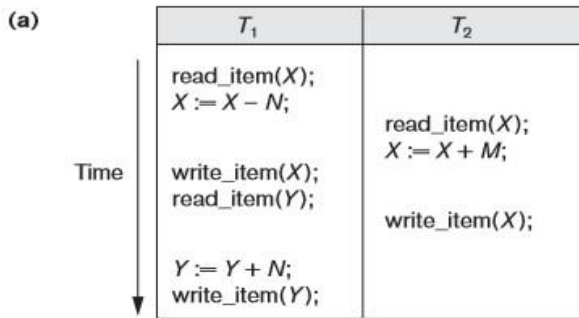 (a)
T1 T2
read_item(X);
X := X – N;
read_item(X);
X := X + M;
Time
write_item(X);
read_item(Y);
write_item(X);
Y := Y + N;
write_item(Y);